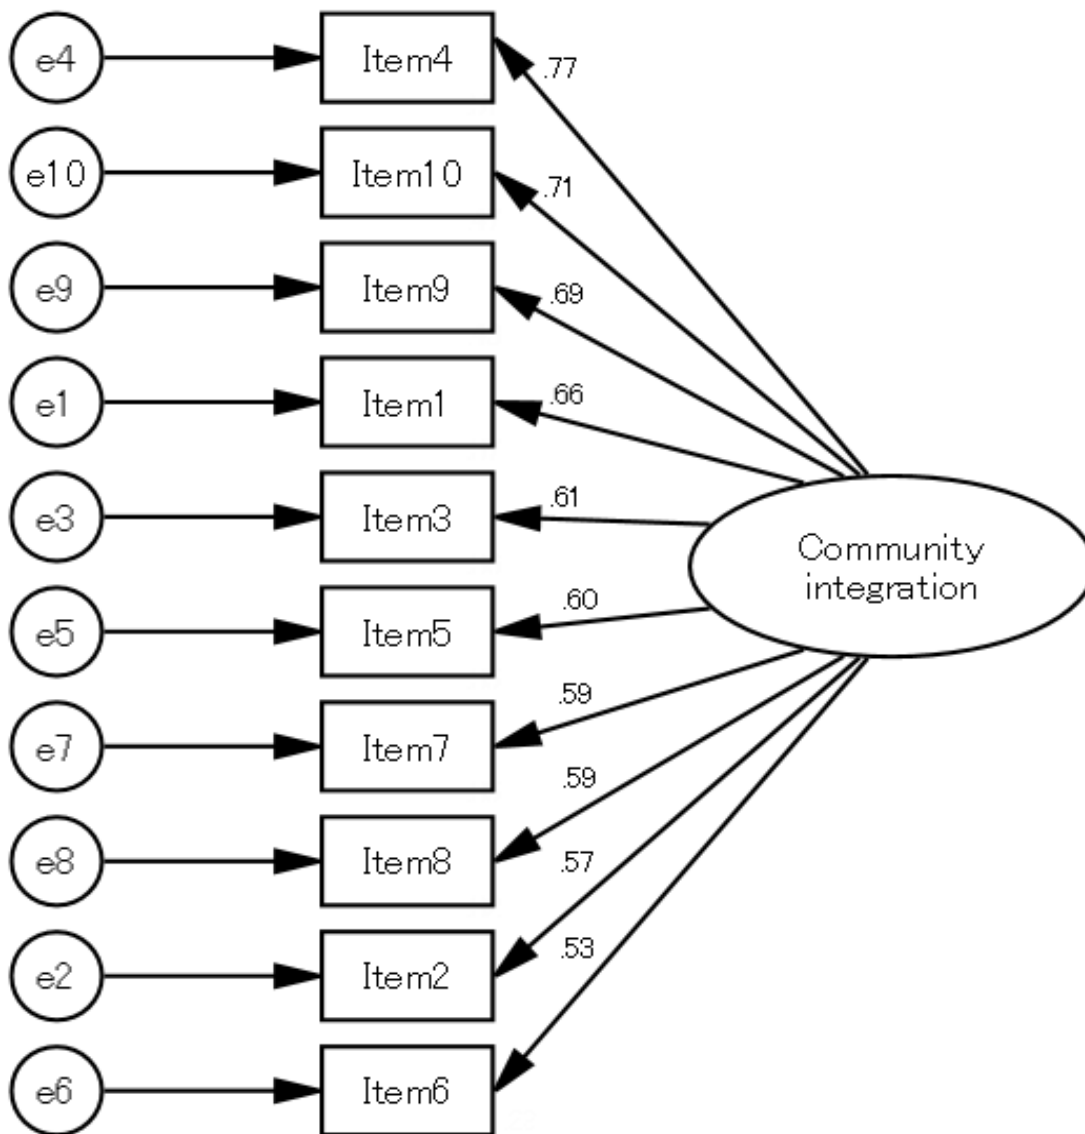 e4 Item4 .77
e10 Item10 .71
e9 Item9 .69
e1 Item1 .66
e3 Item3 .61
Community
integration
e5 Item5 .60
e7 Item7 .59
e8 Item8 .59
e2 Item2 .57
e6 Item6 .53